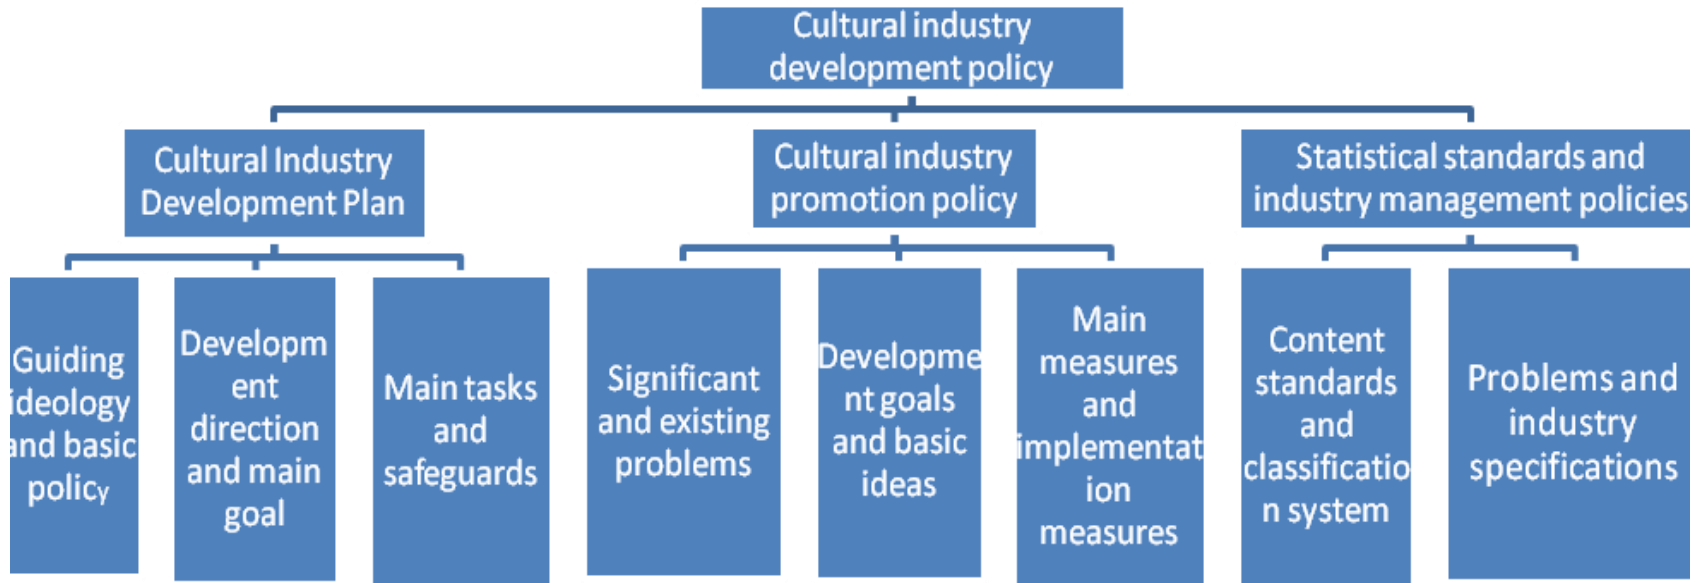 Cultural industry
development policy
Cultural Industry
Development Plan
Cultural industry
promotion policy
Statistical standards and
industry management policies
Guiding
ideology
and basic
policy
Developm
ent
direction
and main
goal
Main tasks
and
safeguards
Significant
and existing
problems
Developme
nt goals
and basic
ideas
Main
measures
and
implementat
ion
measures
Content
standards
and
classificatio
n system
Problems and
industry
specifications